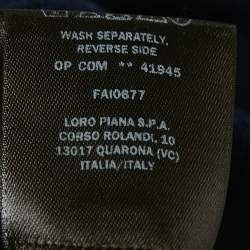 WASH SEPARATELY,
REVERSE SIDE
OP COM ** 41945
FAI0677
LORO PIANA S.P.A.
CORSO ROLANDI, 10
13017 QUARONA (VC)
ITALIA/ITALY